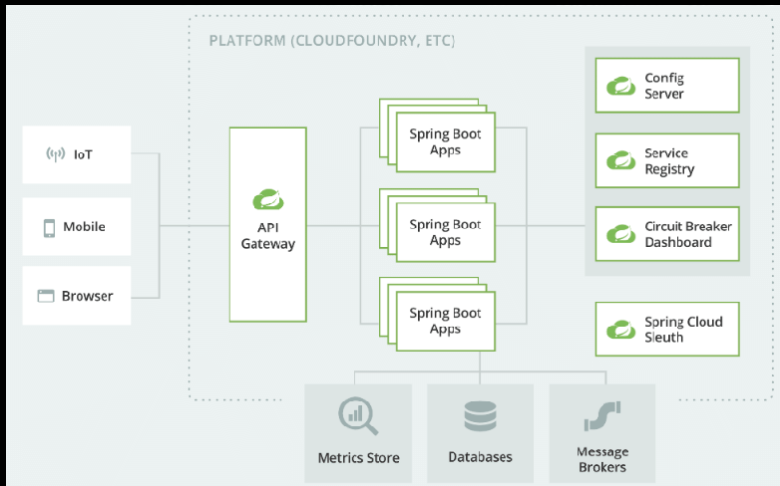 PLATFORM (CLOUDFOUNDRY, ETC)
IoT
Mobile
Browser
API
Gateway
Spring Boot
Apps
Spring Boot
Apps
Spring Boot
Apps
Config
Server
Service
Registry
Circuit Breaker
Dashboard
Spring Cloud
Sleuth
Metrics Store
Databases
Message
Brokers